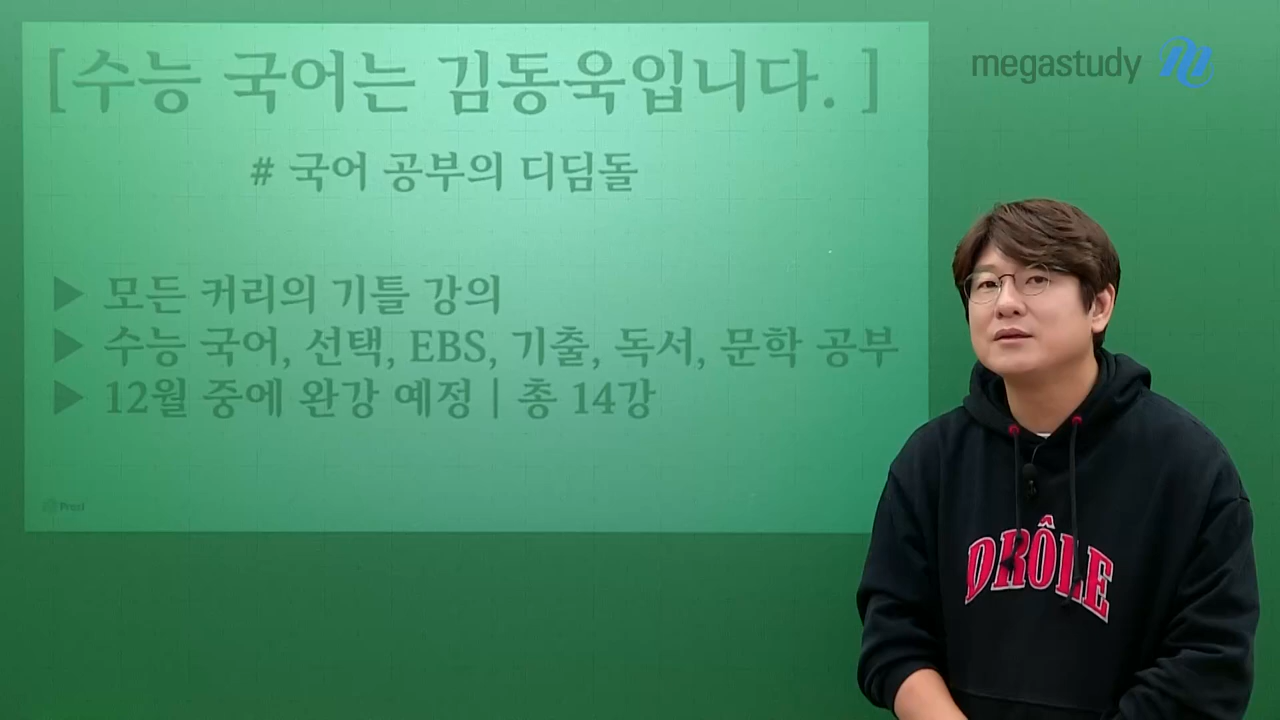 [수능 국어는 김동욱입니다. ]
megastudy
# 국어 공부의 디딤돌
▶ 모든 커리의 기틀 강의
▶ 수능 국어, 선택, EBS, 기출, 독서, 문학 공부
▶ 12월 중에 완강 예정 | 총 14강
Prezi
DRÔLE